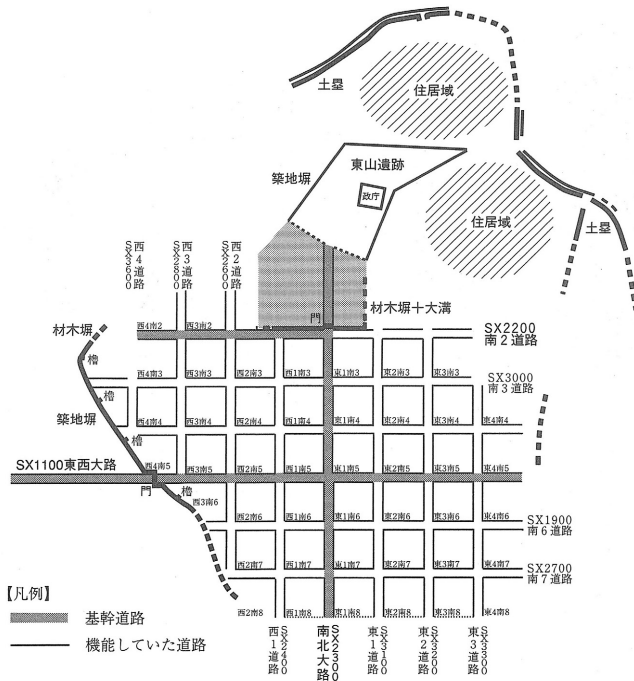 土塁
住居域
築地塀
東山遺跡
政庁
住居域
土塁
西4道路
SX3600
西3道路
SX2800
西2道路
SX2600
門
材木塀十大溝
材木塀
西4南2
西3南2
SX2200
南2道路
櫓
西4南3
西3南3
西2南3
西1南3
東1南3
東2南3
東3南3
SX3000
南3道路
櫓
築地塀
西4南4
西3南4
西2南4
西1南4
東1南4
東2南4
東3南4
東4南4
櫓
SX1100東西大路
西4南5
西3南5
西2南5
西1南5
東1南5
東2南5
東3南5
東4南5
門
櫓
西3南6
西2南6
西1南6
東1南6
東2南6
東3南6
東4南6
SX1900
南6道路
西2南7
西1南7
東1南7
東2南7
東3南7
東4南7
SX2700
南7道路
西2南8
西1南8
東1南8
東2南8
東3南8
東4南8
【凡例】
基幹道路
機能していた道路
西1道路
SX2400
南北大路
SX2300
東1道路
SX3100
東2道路
SX3200
東3道路
SX3300